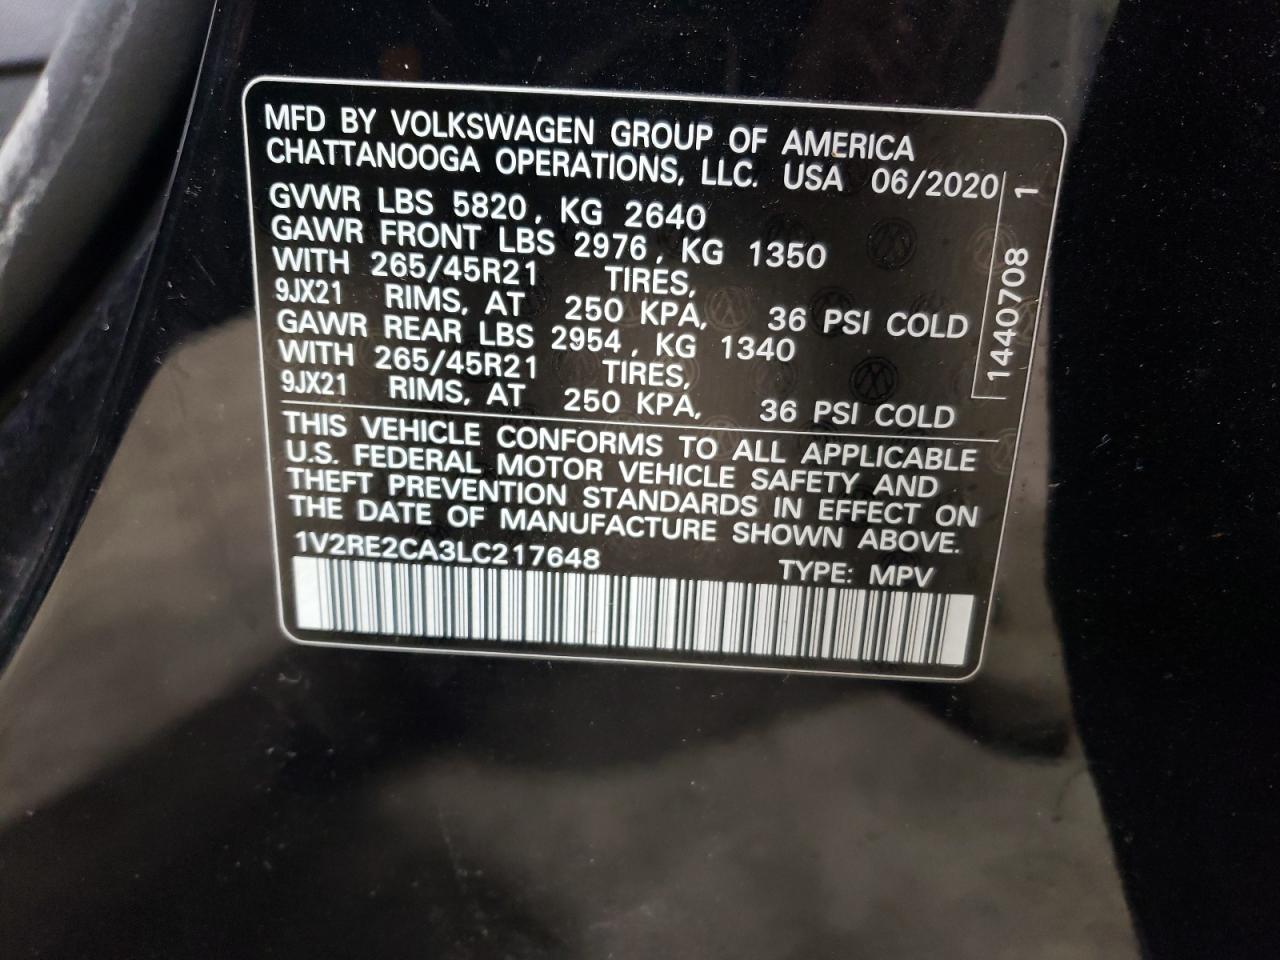 MFD BY VOLKSWAGEN GROUP OF AMERICA
CHATTANOOGA OPERATIONS, LLC. USA 06/2020
GVWR LBS 5820, KG 2640
GAWR FRONT LBS 2976, KG 1350
WITH 265/45R21 TIRES,
9JX21 RIMS, AT 250 KPA, 36 PSI COLD
GAWR REAR LBS 2954, KG 1340
WITH 265/45R21 TIRES,
9JX21 RIMS, AT 250 KPA, 36 PSI COLD
THIS VEHICLE CONFORMS TO ALL APPLICABLE
U.S. FEDERAL MOTOR VEHICLE SAFETY AND
THEFT PREVENTION STANDARDS IN EFFECT ON
THE DATE OF MANUFACTURE SHOWN ABOVE.
1V2RE2CA3LC217648 TYPE: MPV
1440708 1